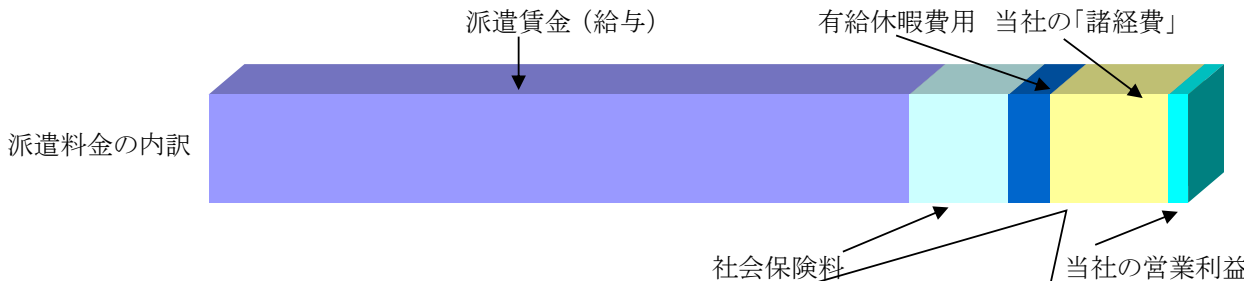 派遣賃金（給与）
有給休暇費用
当社の「諸経費」
派遣料金の内訳
社会保険料
当社の営業利益